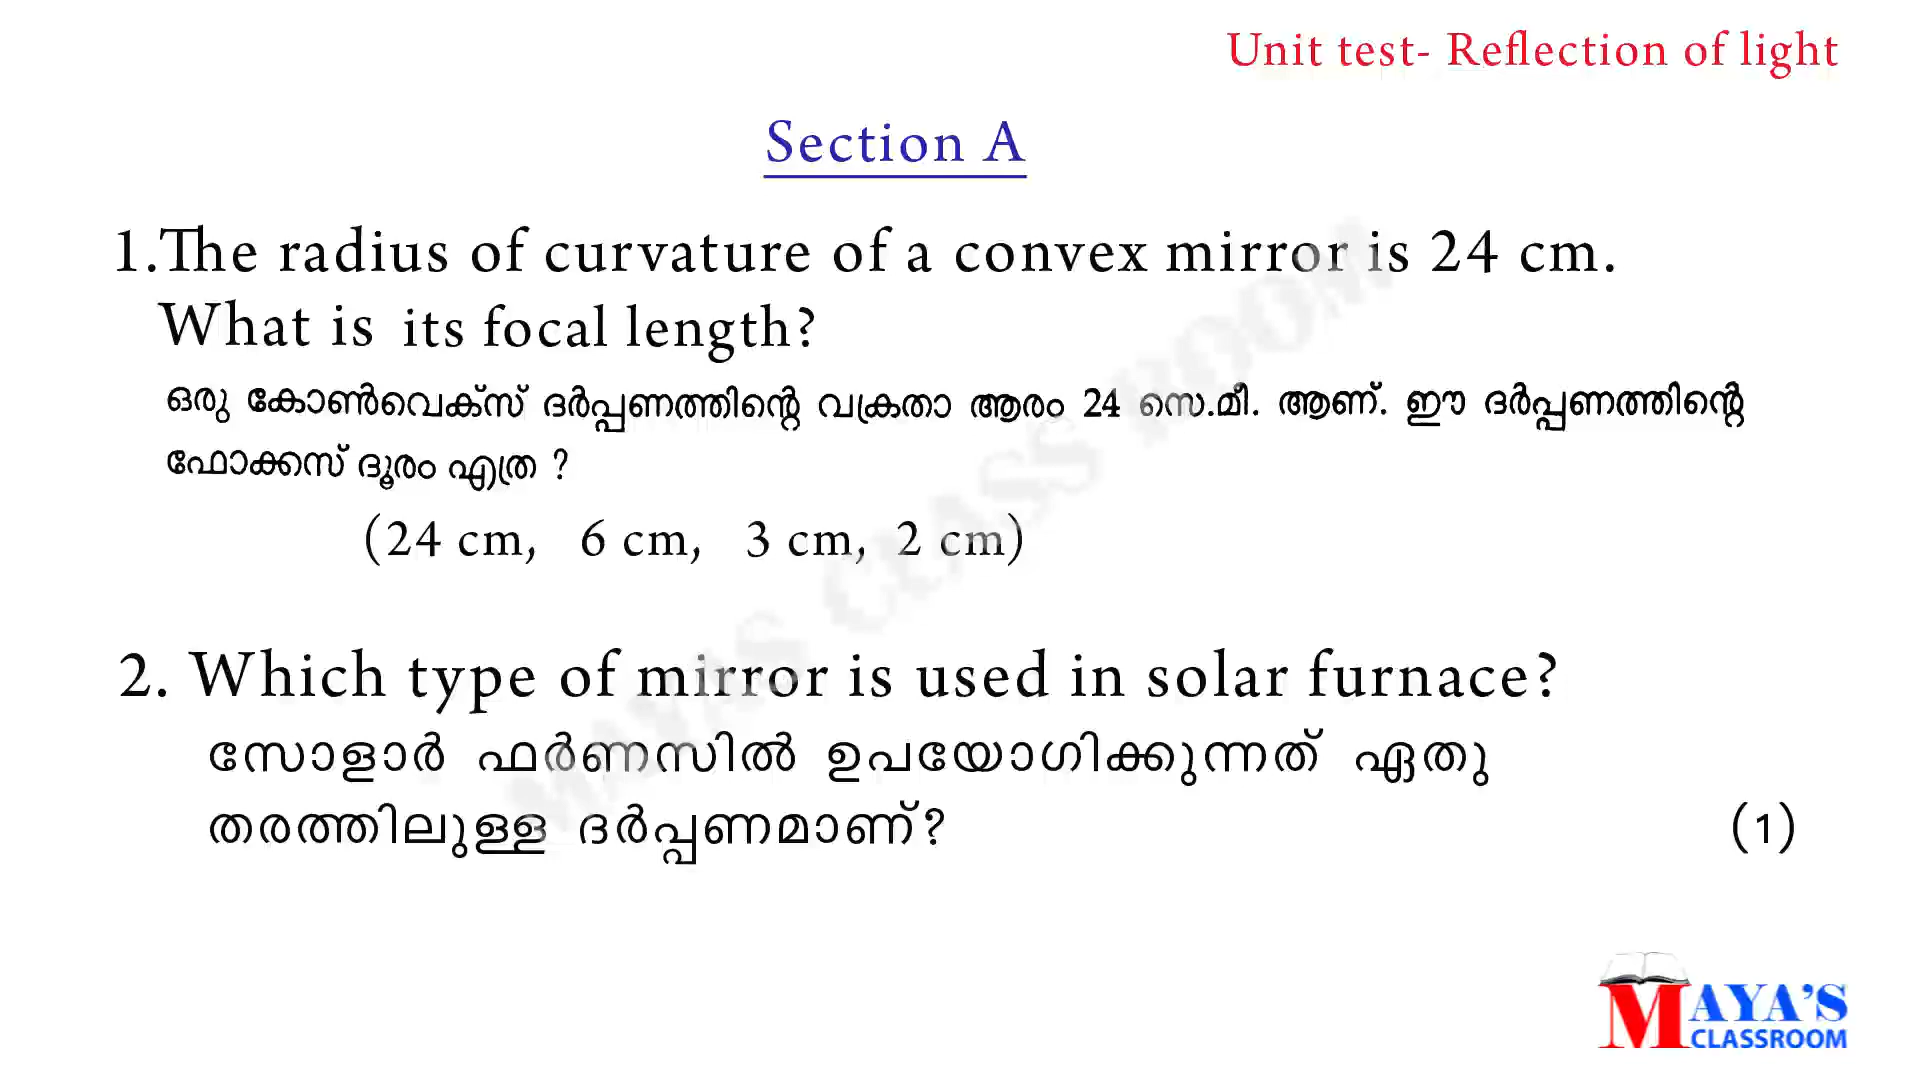 Unit test- Reflection of light
Section A
1.The radius of curvature of a convex mirror is 24 cm.
What is its focal length?
ഒരു കോൺവെക്സ് ദർപ്പണത്തിന്റെ വക്രതാ ആരം 24 സെ.മീ. ആണ്. ഈ ദർപ്പണത്തിന്റെ
ഫോക്കസ് ദൂരം എത്ര ?
(24 cm, 6 cm, 3 cm, 2 cm)
2. Which type of mirror is used in solar furnace?
സോളാർ ഫർണസിൽ ഉപയോഗിക്കുന്നത് ഏതു
തരത്തിലുള്ള ദർപ്പണമാണ്? (1)
MAYAS CLASS ROOM
MAYA'S
CLASSROOM